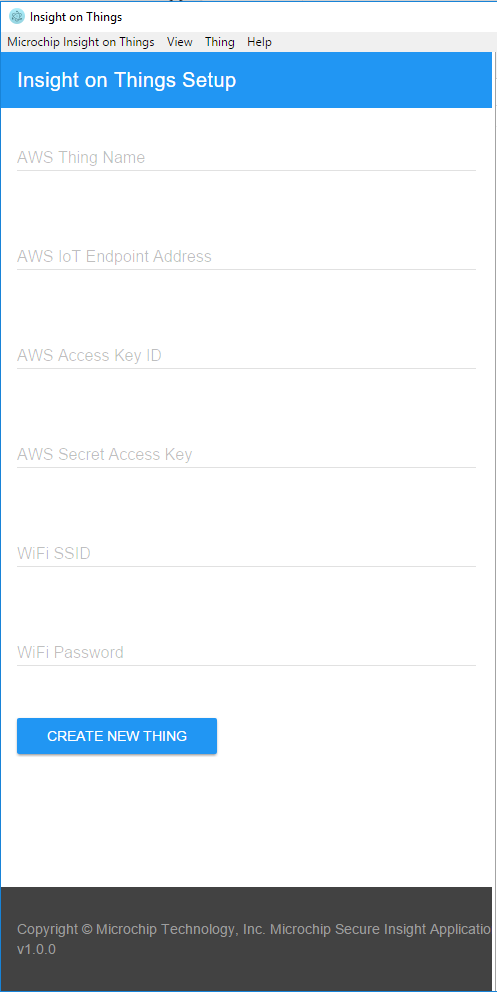 Insight on Things
Microchip Insight on Things View Thing Help
Insight on Things Setup
AWS Thing Name
AWS IoT Endpoint Address
AWS Access Key ID
AWS Secret Access Key
WiFi SSID
WiFi Password
CREATE NEW THING
Copyright © Microchip Technology, Inc. Microchip Secure Insight Applicatio
v1.0.0